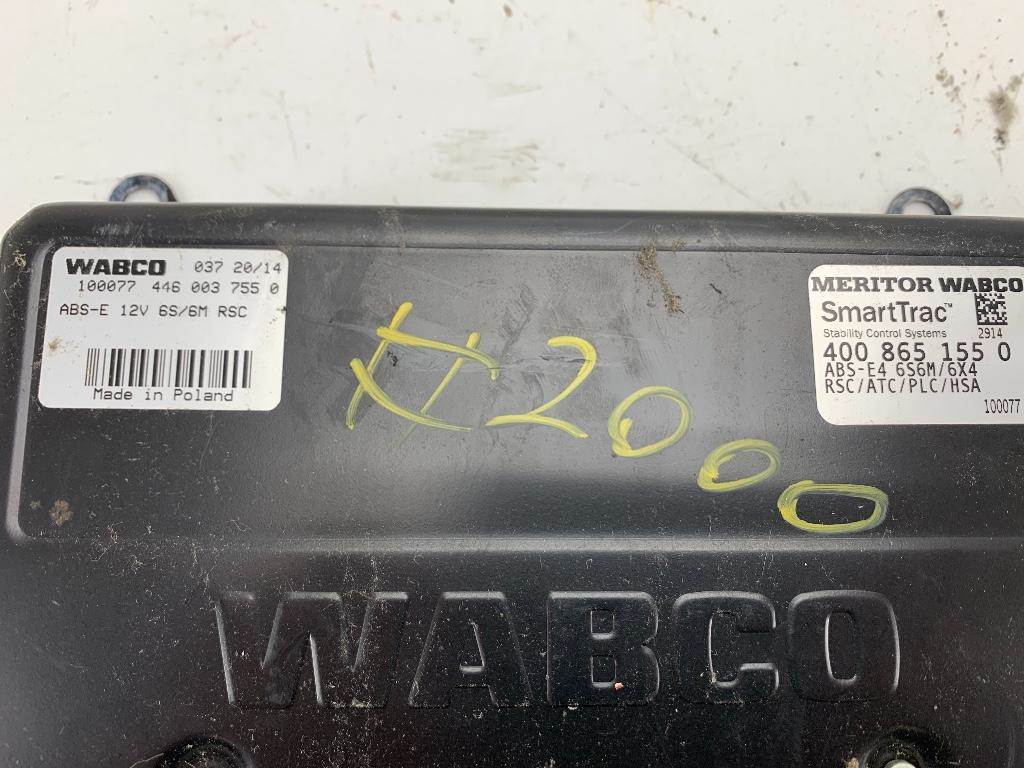 WABCO 037 20/14
100077 446 003 755 0
ABS-E 12V 6S/6M RSC
Made in Poland
#2000
MERITOR WABCO
SmartTrac™
Stability Control Systems 2914
400 865 155 0
ABS-E4 6S6M/6X4
RSC/ATC/PLC/HSA
100077
WABCO